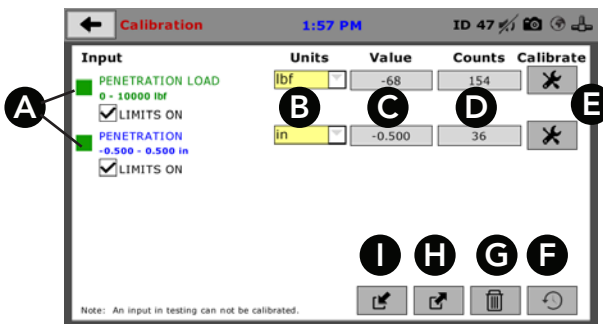 Calibration 1:57 PM ID 47
Input Units Value Counts Calibrate
PENETRATION LOAD lbf -68 154
0 - 10000 lbf
LIMITS ON
A B C D E
PENETRATION in -0.500 36
-0.500 - 0.500 in
LIMITS ON
I H G F
Note: An input in testing can not be calibrated.